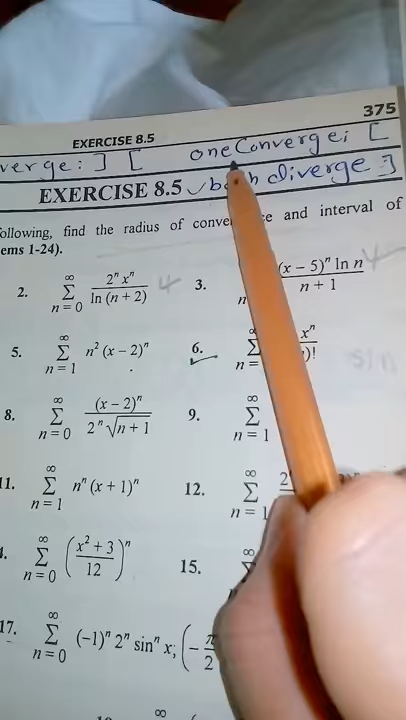 375
EXERCISE 8.5
verge:] [ one Converge; [
EXERCISE 8.5 diverge ]
ollowing, find the radius of and interval of
ems 1-24).
2. ∞ Σ n = 0 2ⁿ xⁿ / ln (n + 2)
3. (x − 5)ⁿ ln n / n + 1
5. ∞ Σ n = 1 n² (x − 2)ⁿ
6. Σ xⁿ / )!
8. ∞ Σ n = 0 (x − 2)ⁿ / 2ⁿ √(n + 1)
9. ∞ Σ n = 1
11. ∞ Σ n = 1 nⁿ (x + 1)ⁿ
12. ∞ Σ n = 1
∞ Σ n = 0 ((x² + 3) / 12)ⁿ
15. ∞
17. ∞ Σ n = 0 (−1)ⁿ 2ⁿ sinⁿ x; (− π / 2
∞